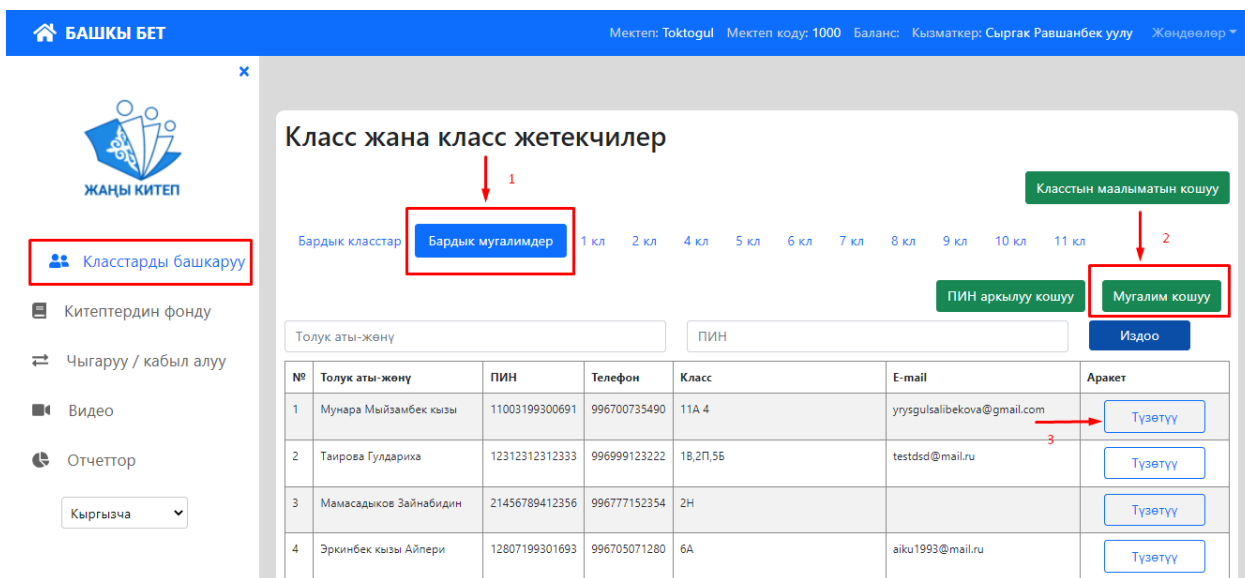 БАШКЫ БЕТ
Мектеп: Toktogul Мектеп коду: 1000 Баланс: Кызматкер: Сыргак Равшанбек уулу Жөндөөлөр
×
ЖАҢЫ КИТЕП
Класстарды башкаруу
Китептердин фонду
Чыгаруу / кабыл алуу
Видео
Отчеттор
Кыргызча
Класс жана класс жетекчилер
1
Класстын маалыматын кошуу
Бардык класстар Бардык мугалимдер 1 кл 2 кл 4 кл 5 кл 6 кл 7 кл 8 кл 9 кл 10 кл 11 кл
2
ПИН аркылуу кошуу Мугалим кошуу
Толук аты-жөнү ПИН Издоо
№ Толук аты-жөнү ПИН Телефон Класс E-mail Аракет
1 Мунара Мыйзамбек кызы 11003199300691 996700735490 11А 4 yrysgulsalibekova@gmail.com Түзөтүү
3
2 Таирова Гулдариха 12312312312333 996999123222 1В,2П,5Б testdsd@mail.ru Түзөтүү
3 Мамасадыков Зайнабидин 21456789412356 996777152354 2Н Түзөтүү
4 Эркинбек кызы Айпери 12807199301693 996705071280 6А aiku1993@mail.ru Түзөтүү